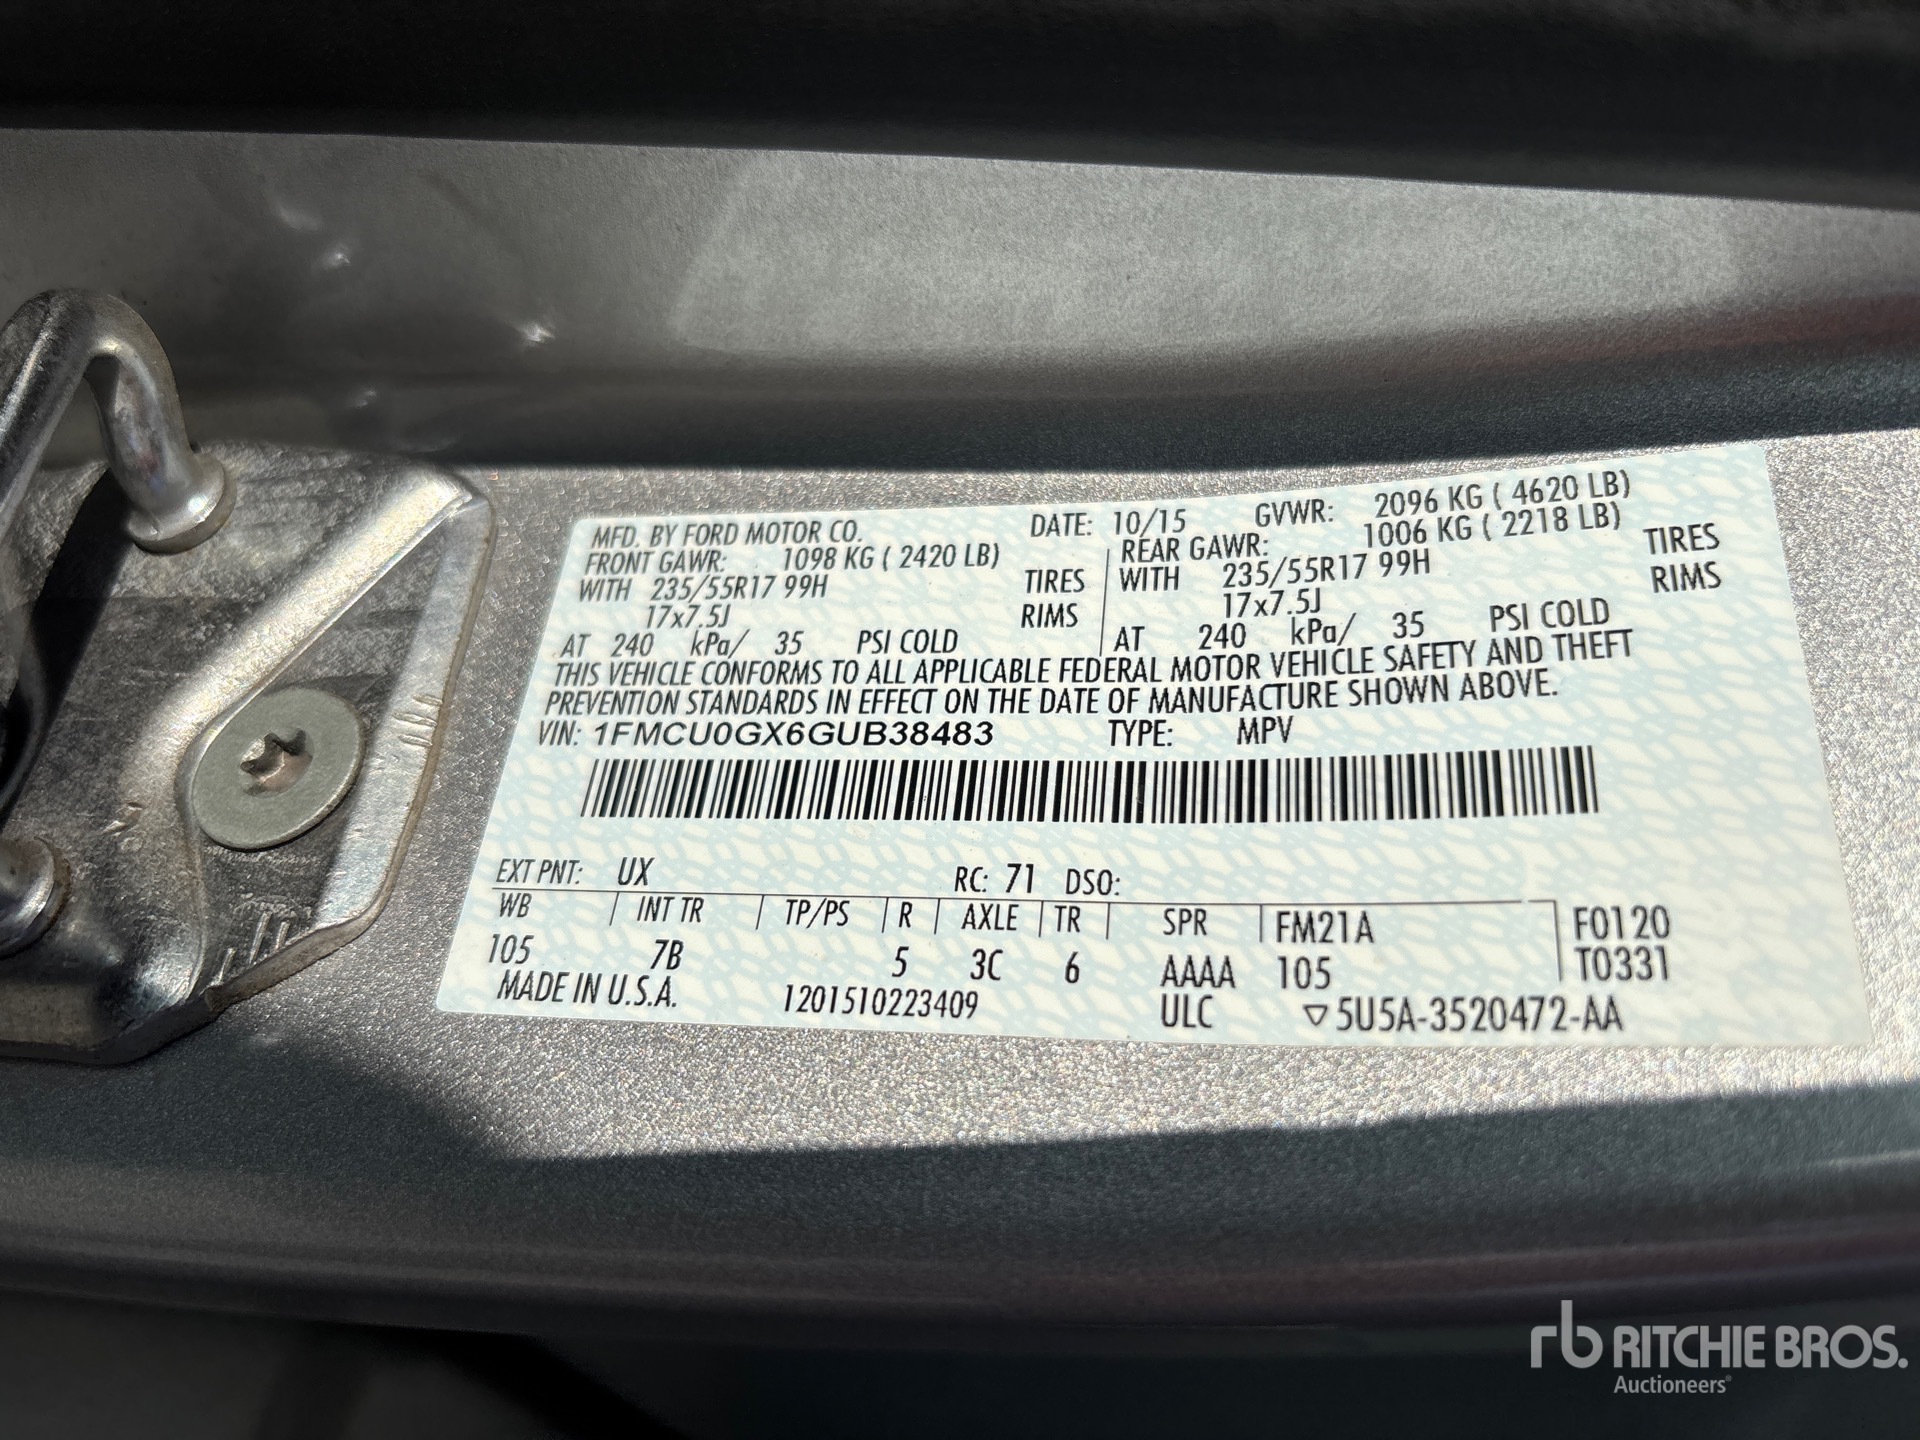 MFD. BY FORD MOTOR CO. DATE: 10/15 GVWR: 2096 KG ( 4620 LB)
FRONT GAWR: 1098 KG ( 2420 LB) REAR GAWR: 1006 KG ( 2218 LB)
WITH 235/55R17 99H TIRES WITH 235/55R17 99H TIRES
17x7.5J RIMS 17x7.5J RIMS
AT 240 kPa/ 35 PSI COLD AT 240 kPa/ 35 PSI COLD
THIS VEHICLE CONFORMS TO ALL APPLICABLE FEDERAL MOTOR VEHICLE SAFETY AND THEFT
PREVENTION STANDARDS IN EFFECT ON THE DATE OF MANUFACTURE SHOWN ABOVE.
VIN: 1FMCU0GX6GUB38483 TYPE: MPV
EXT PNT: UX RC: 71 DSO:
WB INT TR TP/PS R AXLE TR SPR FM21A F0120
105 7B 5 3C 6 AAAA 105 T0331
MADE IN U.S.A. 1201510223409 ULC ▽5U5A-3520472-AA
rb RITCHIE BROS.
Auctioneers®